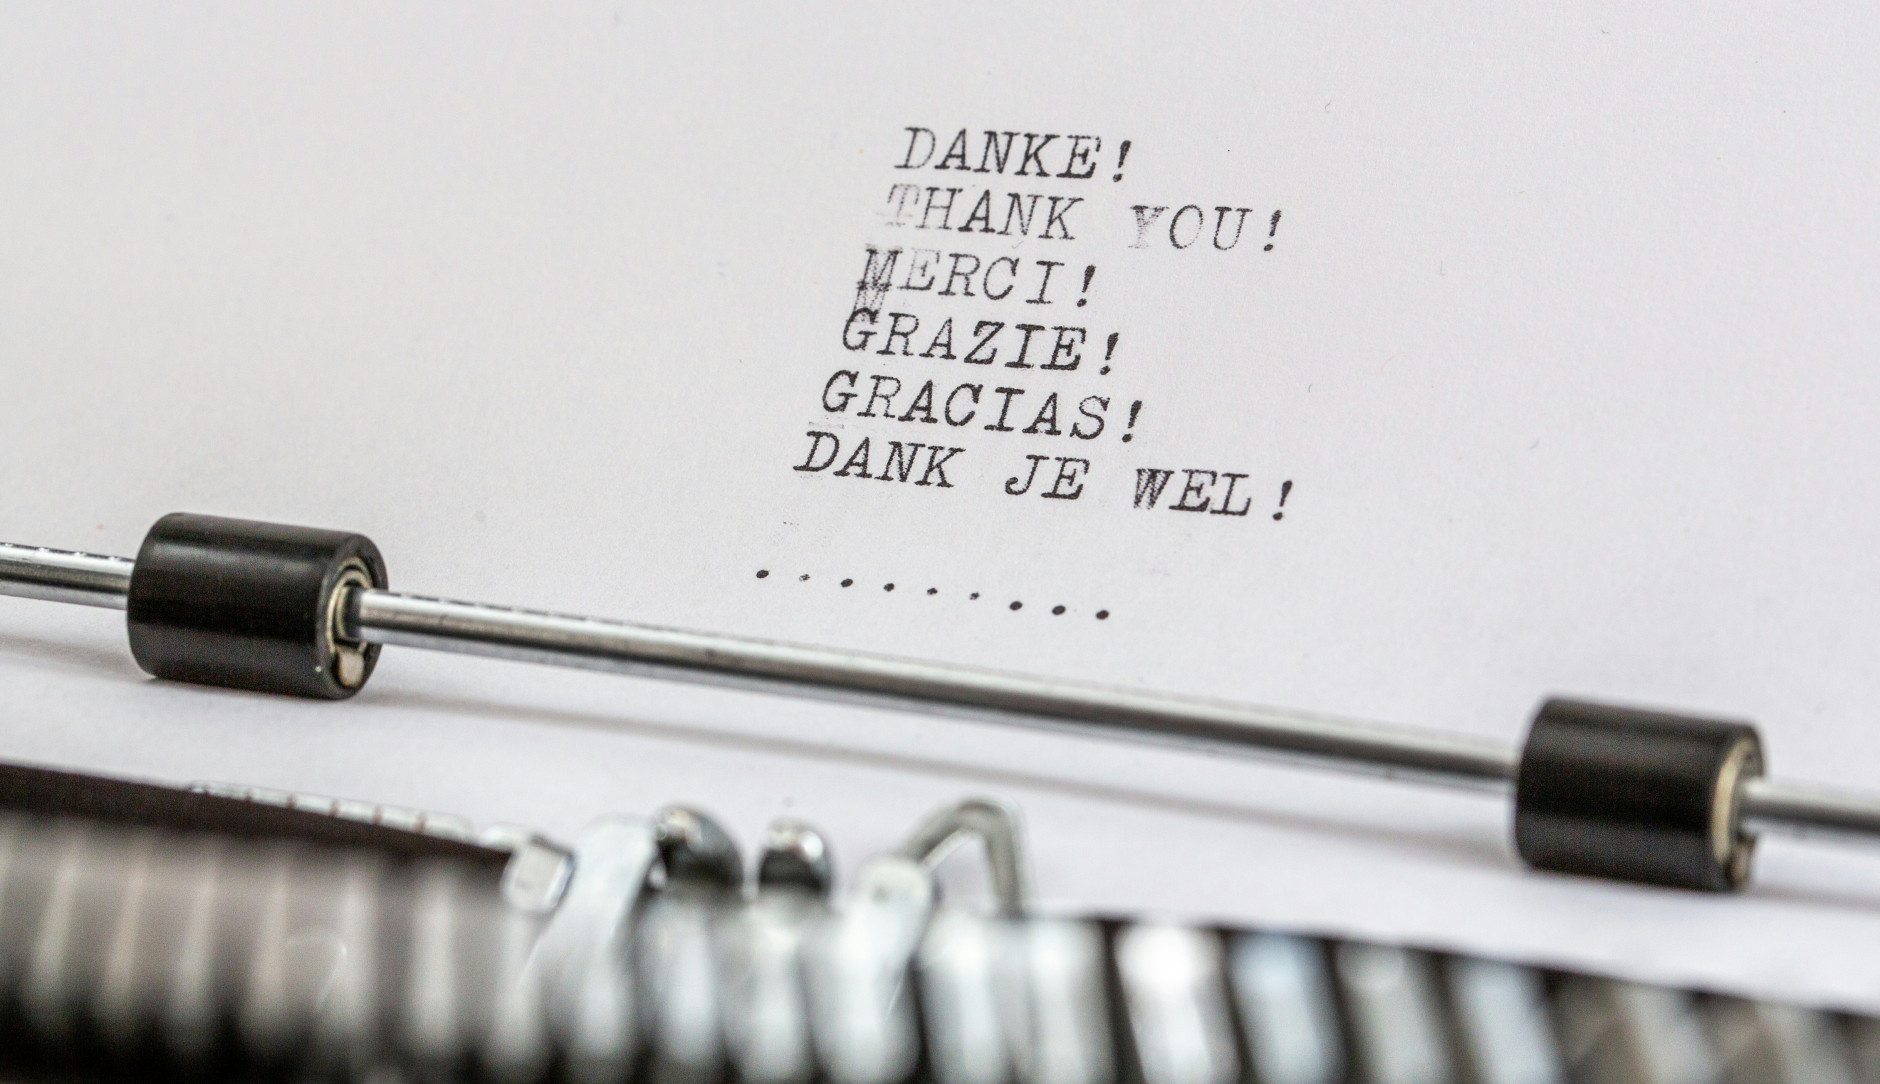 DANKE!
THANK YOU!
MERCI!
GRAZIE!
GRACIAS!
DANK JE WEL!
.........